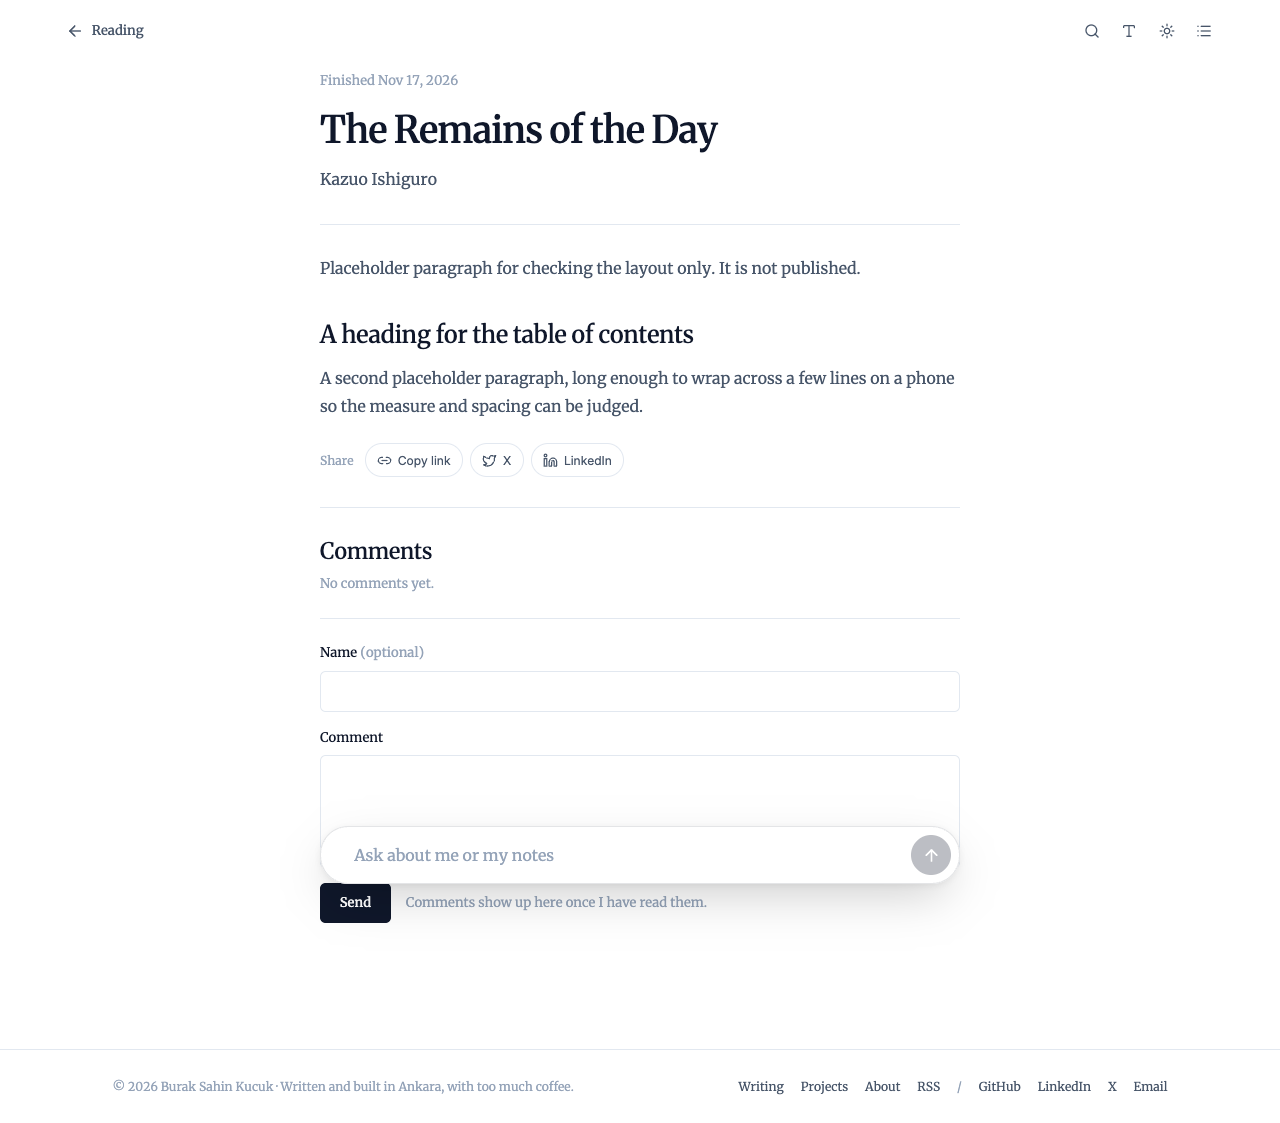 Reading
Finished Nov 17, 2026
The Remains of the Day
Kazuo Ishiguro
Placeholder paragraph for checking the layout only. It is not published.
A heading for the table of contents
A second placeholder paragraph, long enough to wrap across a few lines on a phone
so the measure and spacing can be judged.
Share Copy link X LinkedIn
Comments
No comments yet.
Name (optional)
Comment
Ask about me or my notes
Send Comments show up here once I have read them.
© 2026 Burak Sahin Kucuk · Written and built in Ankara, with too much coffee. Writing Projects About RSS / GitHub LinkedIn X Email